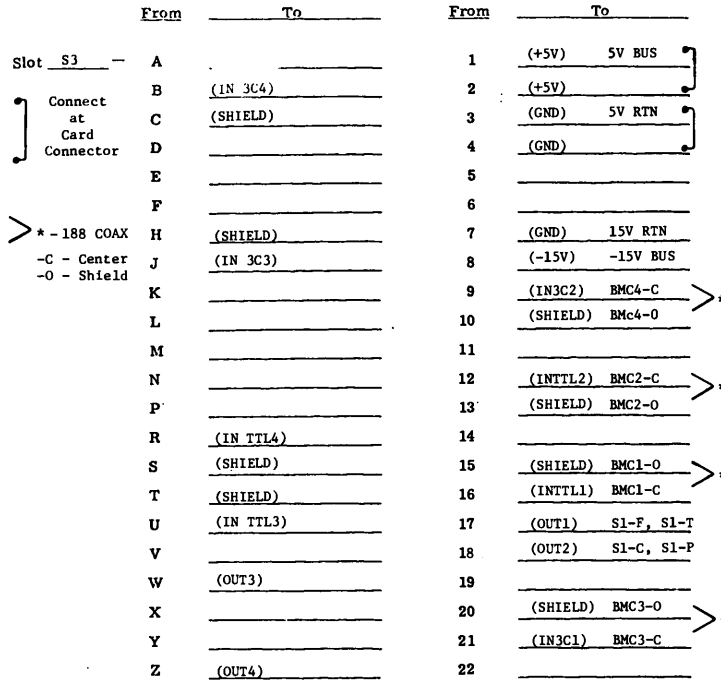 From To From To
Slot S3 — A 1 (+5V) 5V BUS
B (IN 3C4) 2 (+5V)
Connect at Card Connector
C (SHIELD) 3 (GND) 5V RTN
D 4 (GND)
E 5
F 6
* - 188 COAX H (SHIELD) 7 (GND) 15V RTN
-C - Center J (IN 3C3) 8 (-15V) -15V BUS
-O - Shield
K 9 (IN3C2) BMC4-C *
L 10 (SHIELD) BMc4-O
M 11
N 12 (INTTL2) BMC2-C *
P 13 (SHIELD) BMC2-O
R (IN TTL4) 14
S (SHIELD) 15 (SHIELD) BMC1-O *
T (SHIELD) 16 (INTTL1) BMC1-C
U (IN TTL3) 17 (OUT1) S1-F, S1-T
V 18 (OUT2) S1-C, S1-P
W (OUT3) 19
X 20 (SHIELD) BMC3-O
Y 21 (IN3C1) BMC3-C
Z (OUT4) 22